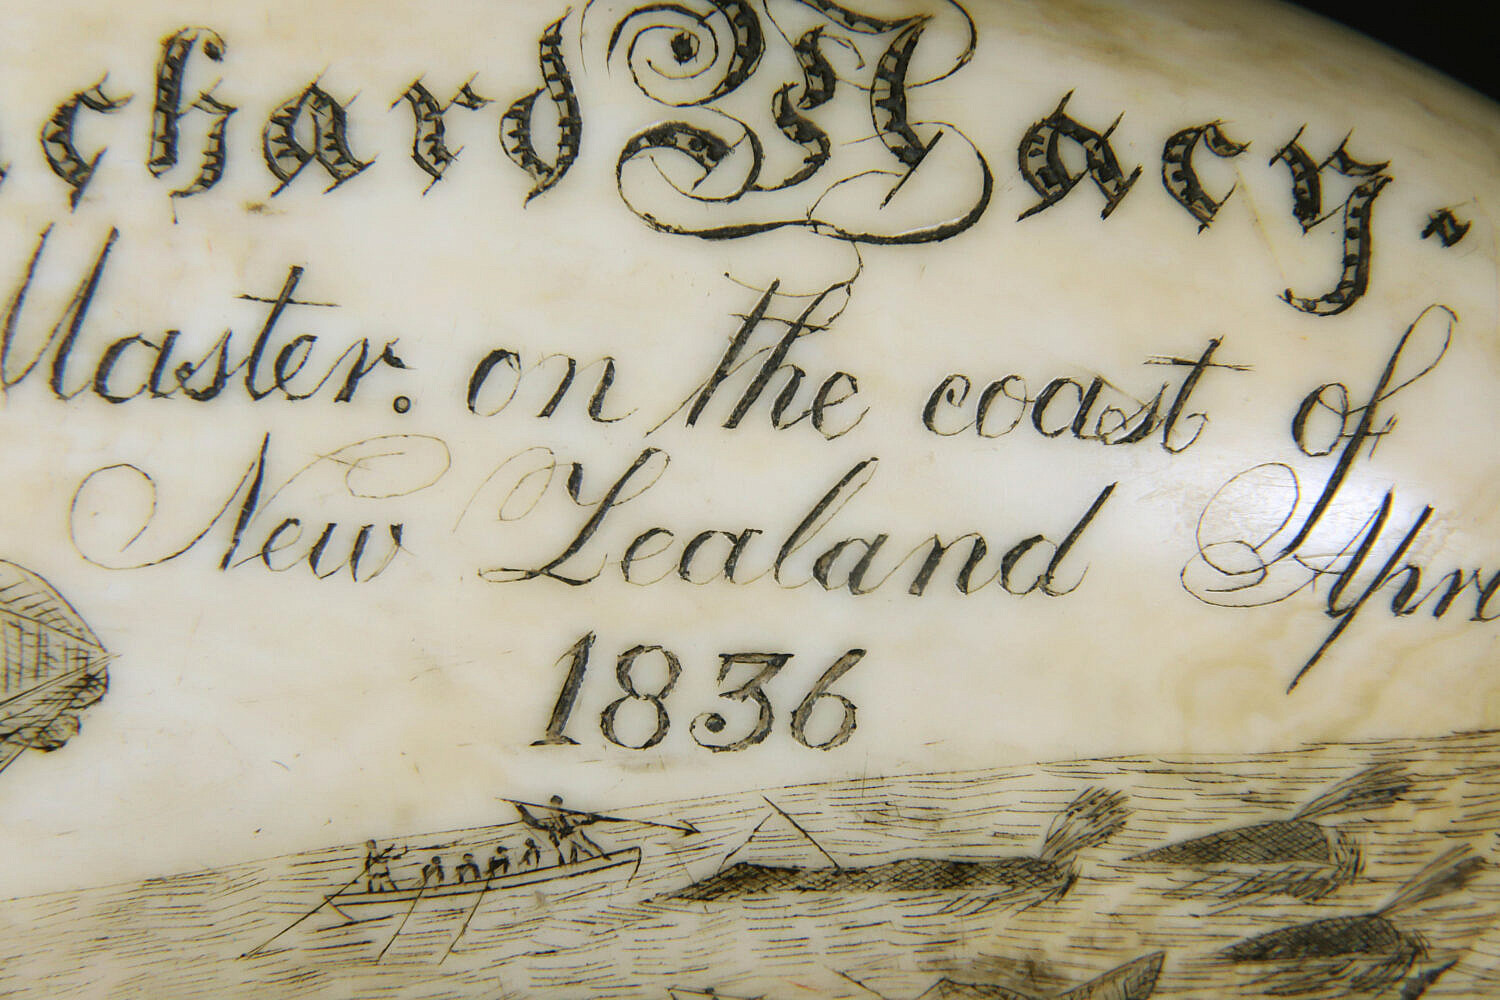 chard Macy.
Master. on the coast of
New Zealand Apr
1836